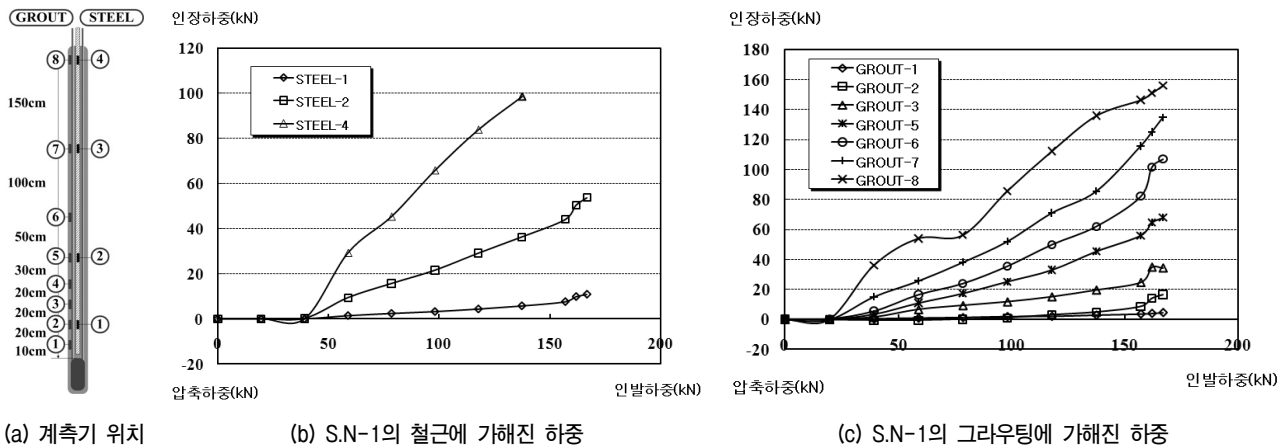 GROUT STEEL
8 4
150cm
7 3
100cm
6
50cm
5 2
30cm
4
20cm
3
20cm
2 1
20cm
1
10cm
(a) 계측기 위치
인장하중(kN)
120
100
80
60
40
20
0
-20
0 50 100 150 200
STEEL-1
STEEL-2
STEEL-4
압축하중(kN)
인발하중(kN)
(b) S.N-1의 철근에 가해진 하중
인장하중(kN)
180
160
140
120
100
80
60
40
20
0
-20
0 50 100 150 200
GROUT-1
GROUT-2
GROUT-3
GROUT-5
GROUT-6
GROUT-7
GROUT-8
압축하중(kN)
인발하중(kN)
(c) S.N-1의 그라우팅에 가해진 하중